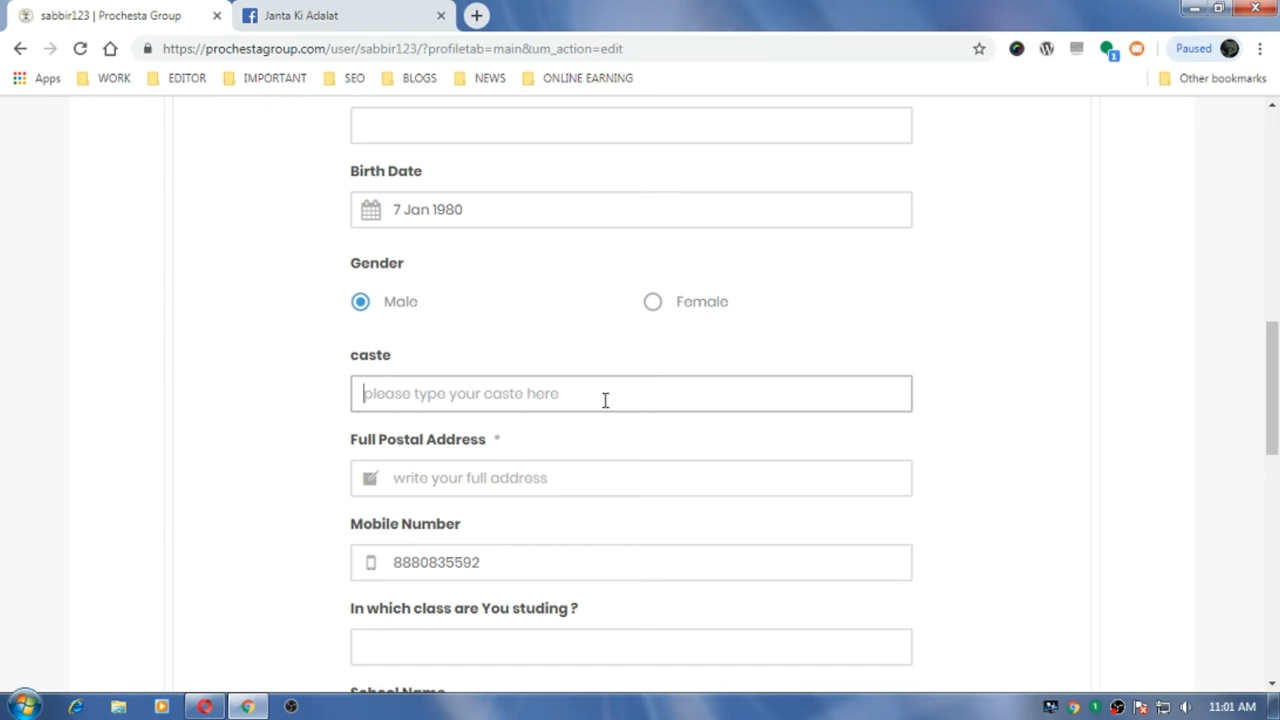 sabbir123 | Prochesta Group
Janta Ki Adalat
https://prochestagroup.com/user/sabbir123/?profiletab=main&um_action=edit
Paused
1
Apps WORK EDITOR IMPORTANT SEO BLOGS NEWS ONLINE EARNING Other bookmarks
Birth Date
7 Jan 1980
Gender
Male Female
caste
please type your caste here
Full Postal Address *
write your full address
Mobile Number
8880835592
In which class are You studing ?
School Name
11:01 AM